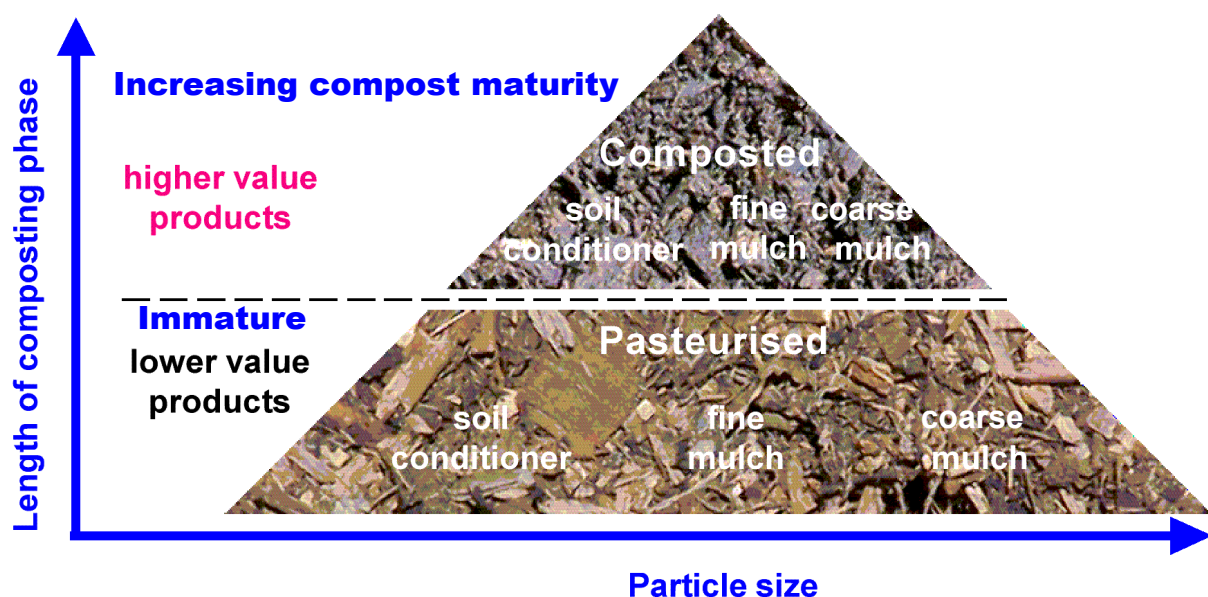 Length of composting phase
Increasing compost maturity
higher value
products
Composted
soil
conditioner
fine
mulch
coarse
mulch
Immature
lower value
products
Pasteurised
soil
conditioner
fine
mulch
coarse
mulch
Particle size